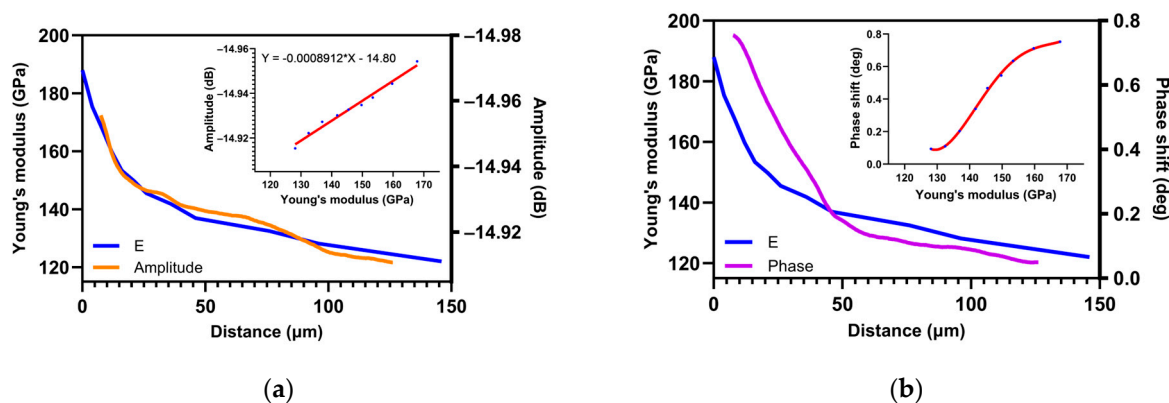 200
180
160
140
120
Young's modulus (GPa)
0
50
100
150
Distance (µm)
−14.98
−14.96
−14.94
−14.92
Amplitude (dB)
E
Amplitude
−14.96
−14.94
−14.92
Amplitude (dB)
Y = -0.0008912*X - 14.80
120 130 140 150 160 170
Young's modulus (GPa)
(a)
200
180
160
140
120
Young's modulus (GPa)
0
50
100
150
Distance (µm)
0.8
0.6
0.4
0.2
0.0
Phase shift (deg)
E
Phase
0.8
0.6
0.4
0.2
0.0
Phase shift (deg)
120 130 140 150 160 170
Young's modulus (GPa)
(b)